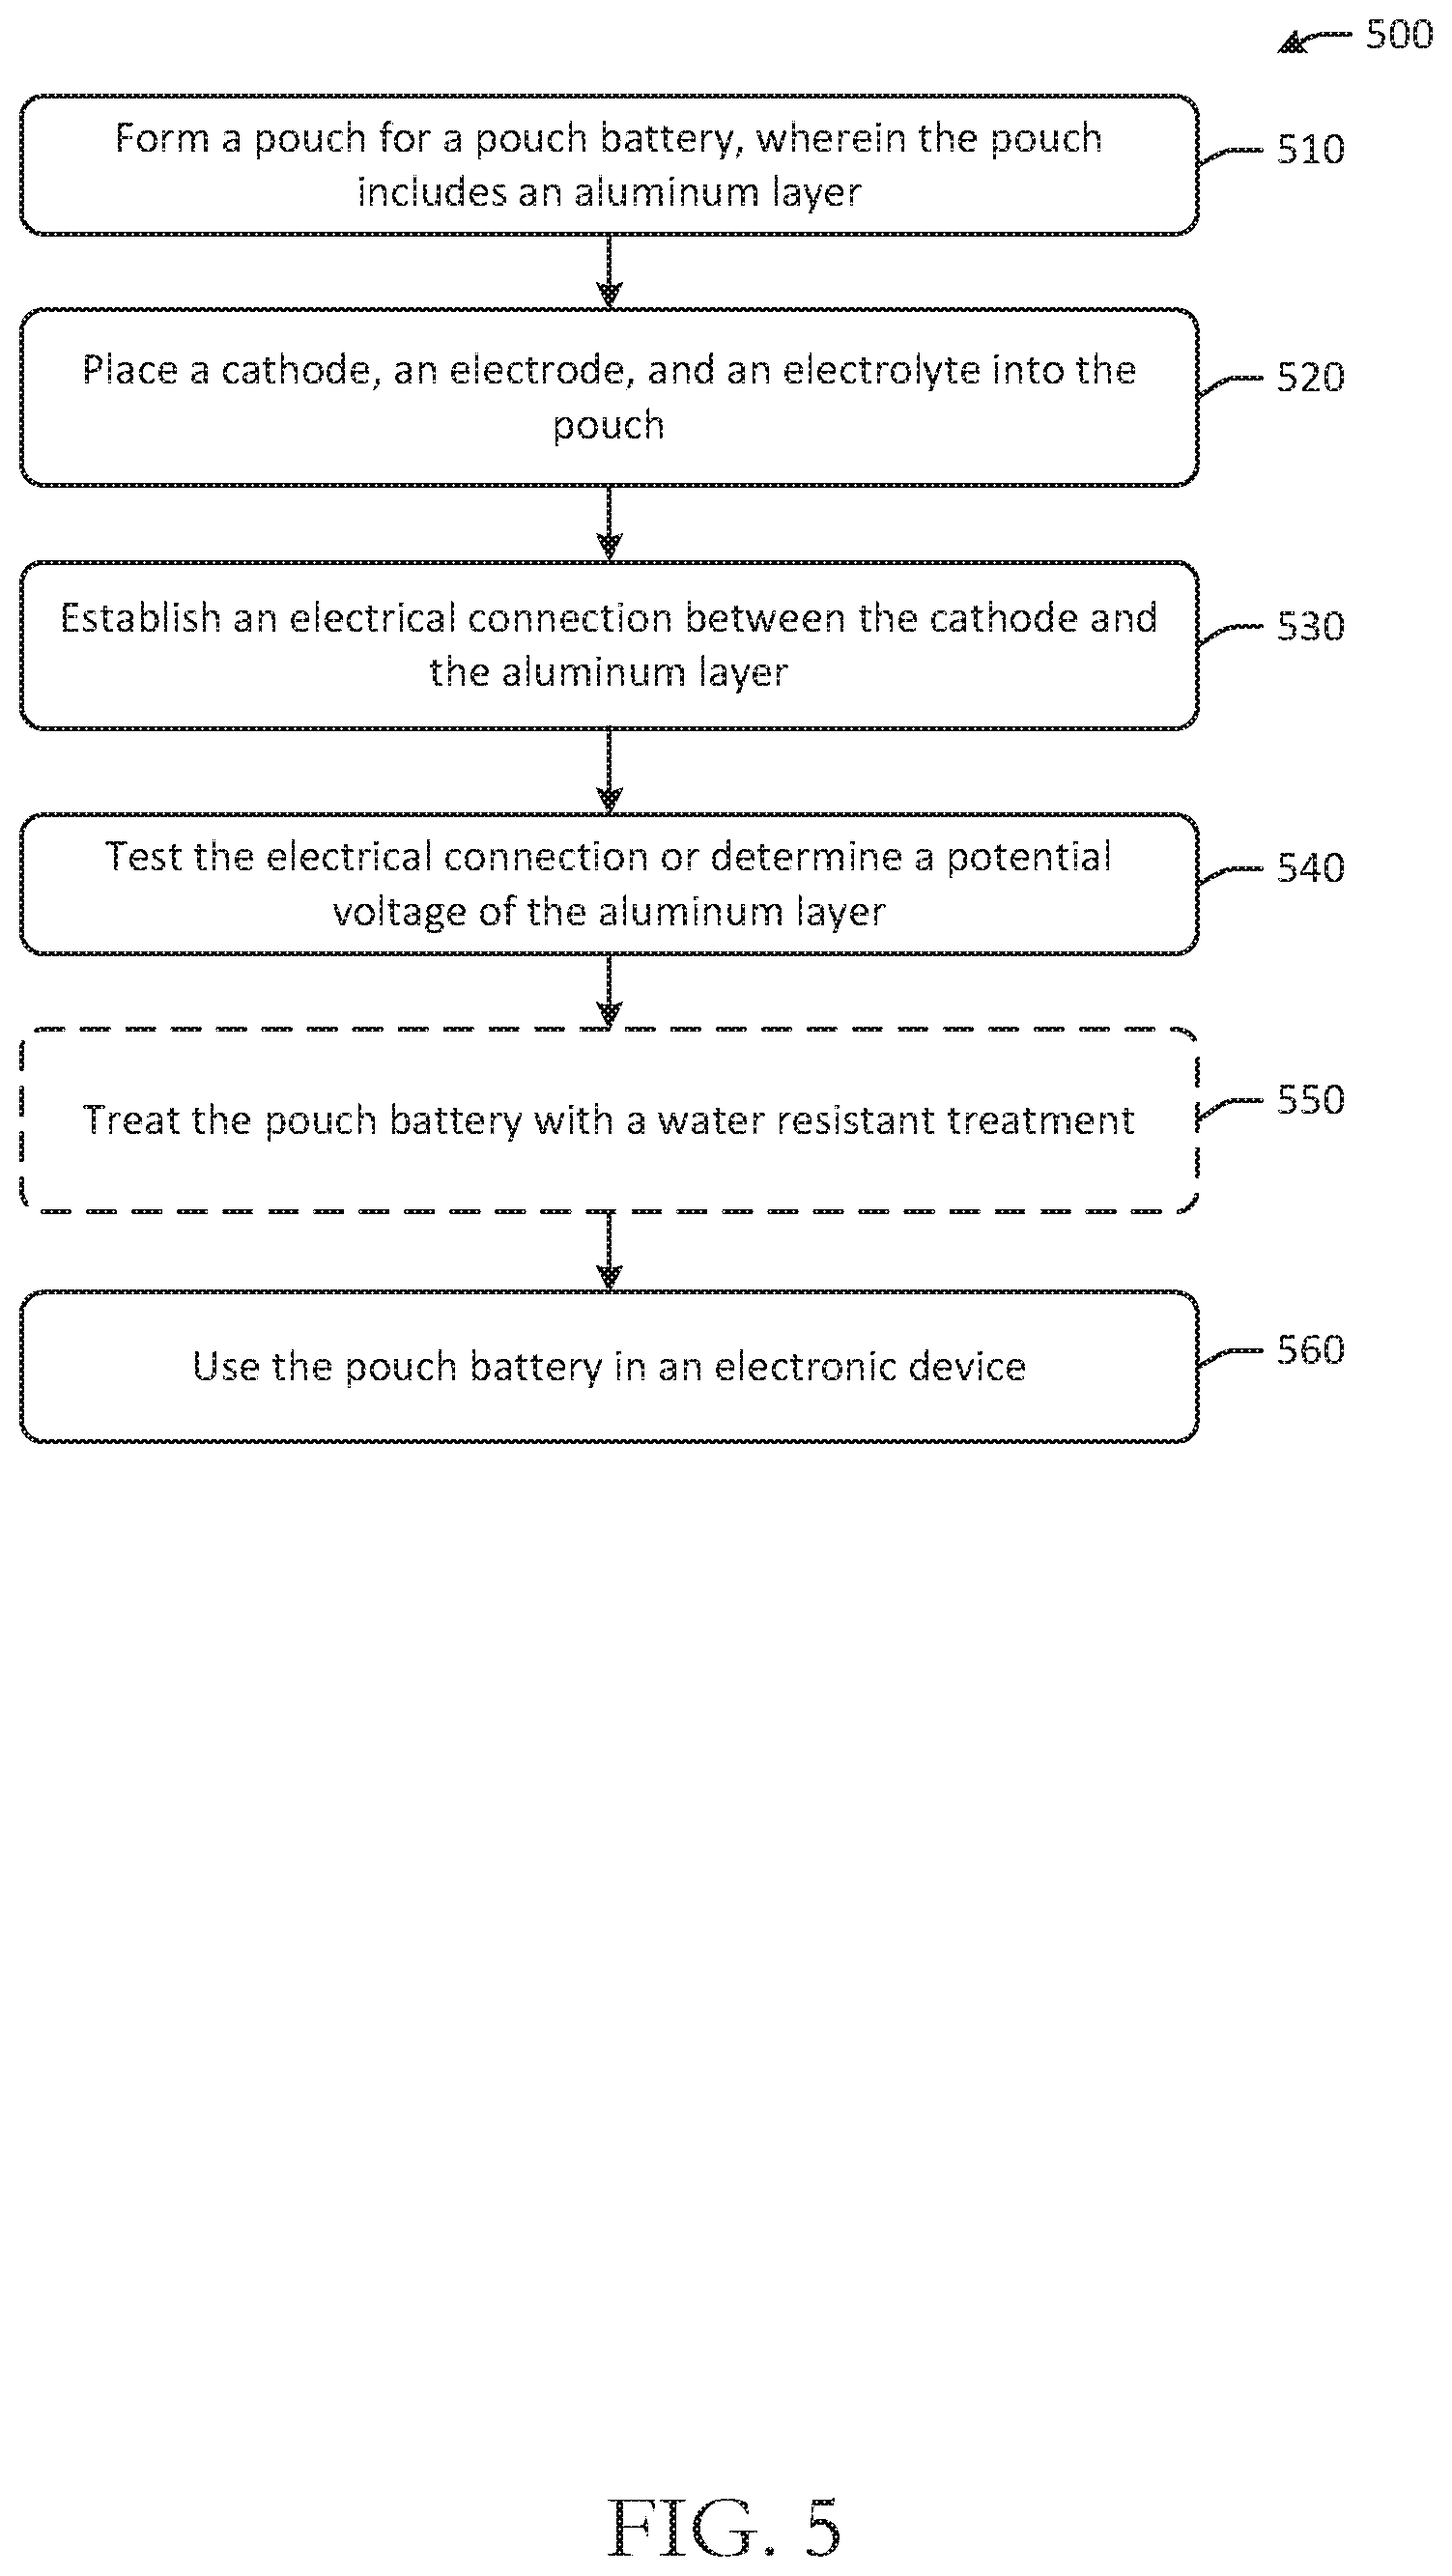 500
Form a pouch for a pouch battery, wherein the pouch
includes an aluminum layer
510
Place a cathode, an electrode, and an electrolyte into the
pouch
520
Establish an electrical connection between the cathode and
the aluminum layer
530
Test the electrical connection or determine a potential
voltage of the aluminum layer
540
Treat the pouch battery with a water resistant treatment
550
Use the pouch battery in an electronic device
560
FIG. 5